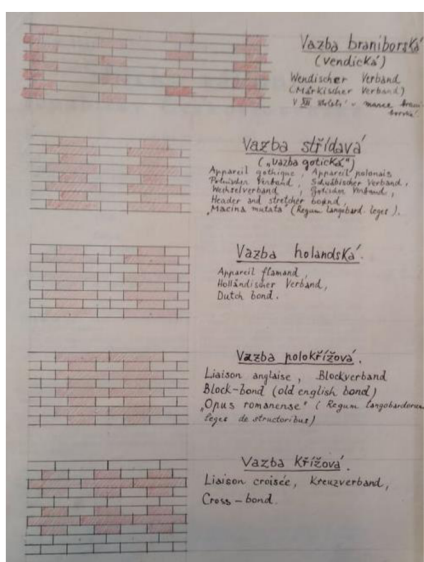 Vazba braniborská
(vendická)
Wendischer Verband
(Märkischer Verband)
V XII století
Vazba střídavá
("vazba gotická")
Appareil gothique, Appareil polonais
Polnischer Verband,
Wechselverband, Gotischer Verband,
Header and stretcher bound,
"Macina mutata" (Regum langobard. leges).
Vazba holandská.
Appareil flamand,
Holländischer Verband,
Dutch bond.
Vazba polokřížová.
Liaison anglaise, Blockverband
Block-bond (old english bond)
"Opus romanense" (Regum langobardorum
leges de structoribus)
Vazba křížová.
Liaison croisée, Kreuzverband,
Cross-bond.